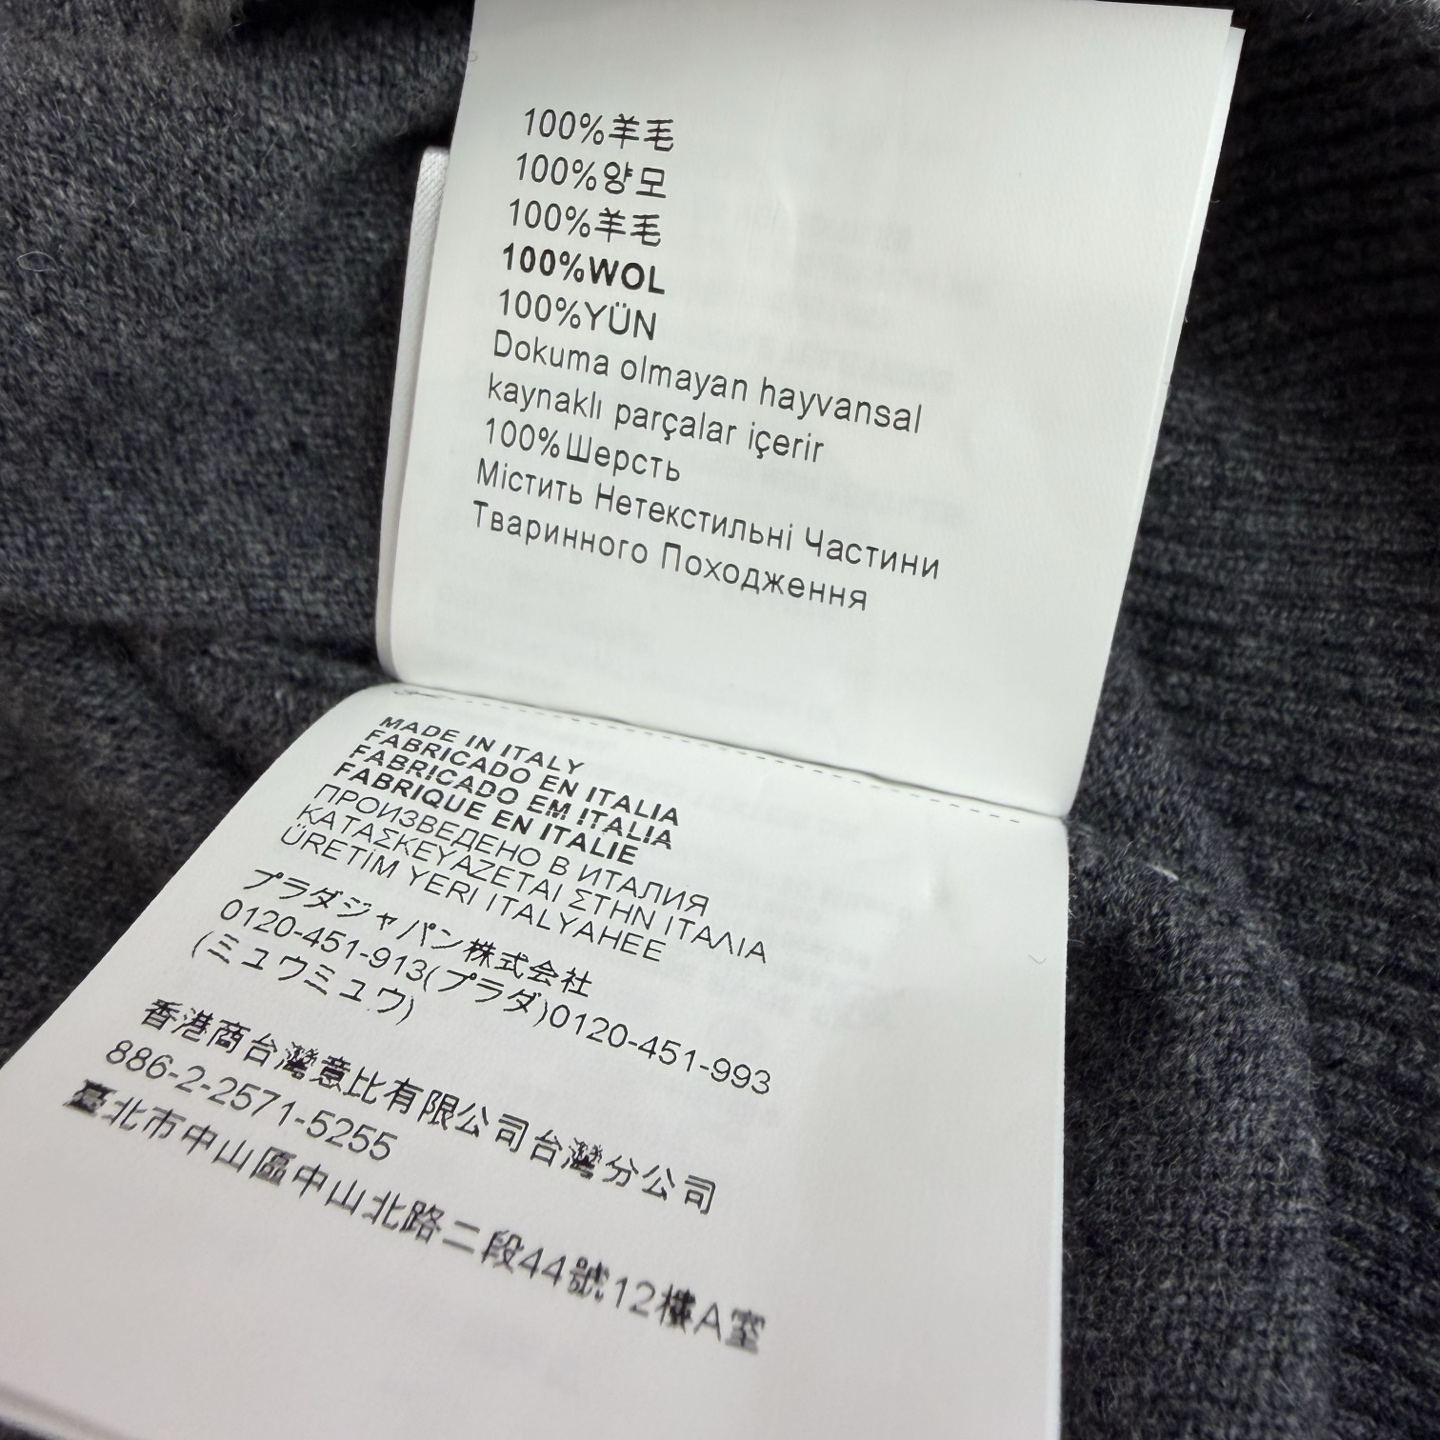 100%羊毛
100%양모
100%羊毛
100%WOL
100%YÜN
Dokuma olmayan hayvansal
kaynaklı parçalar içerir
100%Шерсть
Містить Нетекстильні Частини
Тваринного Походження
MADE IN ITALY
FABRICADO EN ITALIA
FABRICADO EM ITALIA
FABRIQUE EN ITALIE
ПРОИЗВЕДЕНО В ИТАЛИЯ
ΚΑΤΑΣΚΕΥΑΖΕΤΑΙ ΣΤΗΝ ΙΤΑΛΙΑ
ÜRETİM YERI ITALYAHEE
プラダジャパン株式会社
0120-451-913(プラダ)0120-451-993
(ミュウミュウ)
香港商台灣意比有限公司台灣分公司
886-2-2571-5255
臺北市中山區中山北路二段44號12樓A室